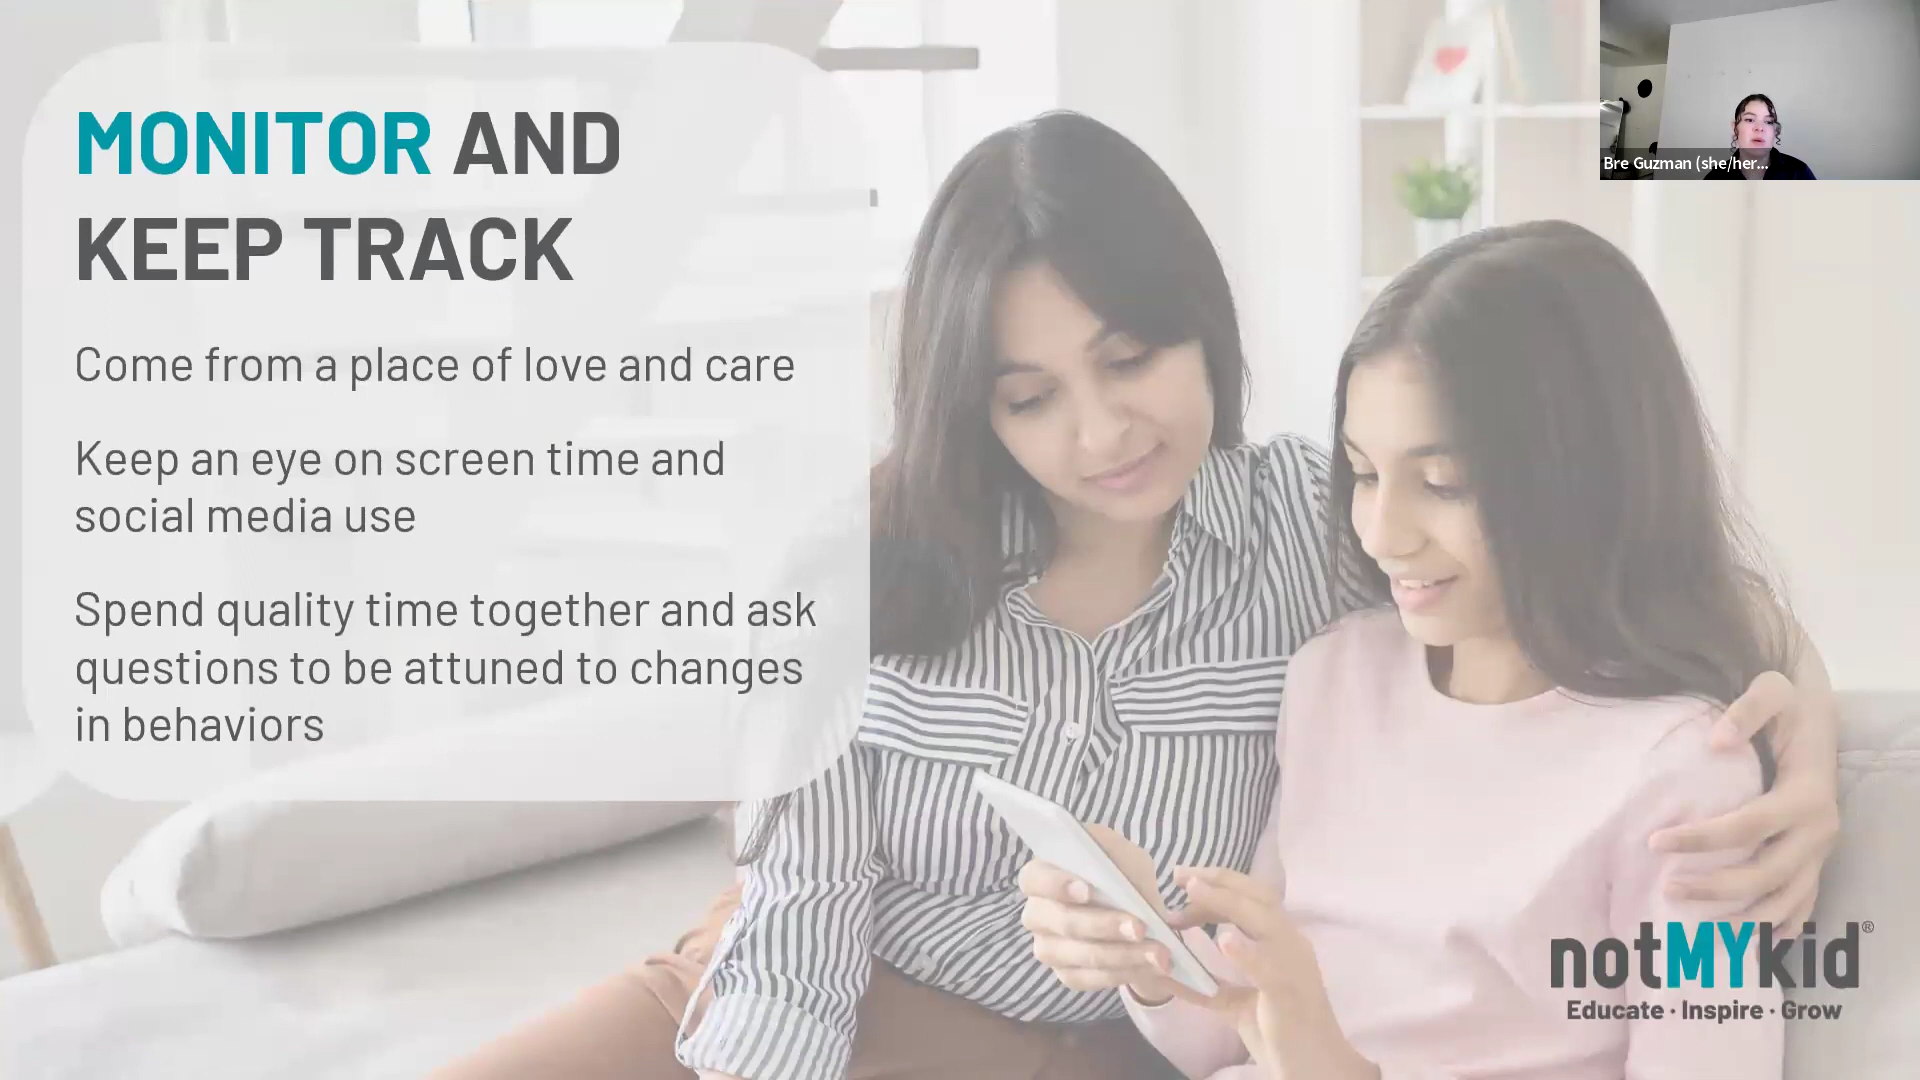 MONITOR AND
KEEP TRACK
Come from a place of love and care
Keep an eye on screen time and
social media use
Spend quality time together and ask
questions to be attuned to changes
in behaviors
Bre Guzman (she/her...
notMYkid®
Educate · Inspire · Grow